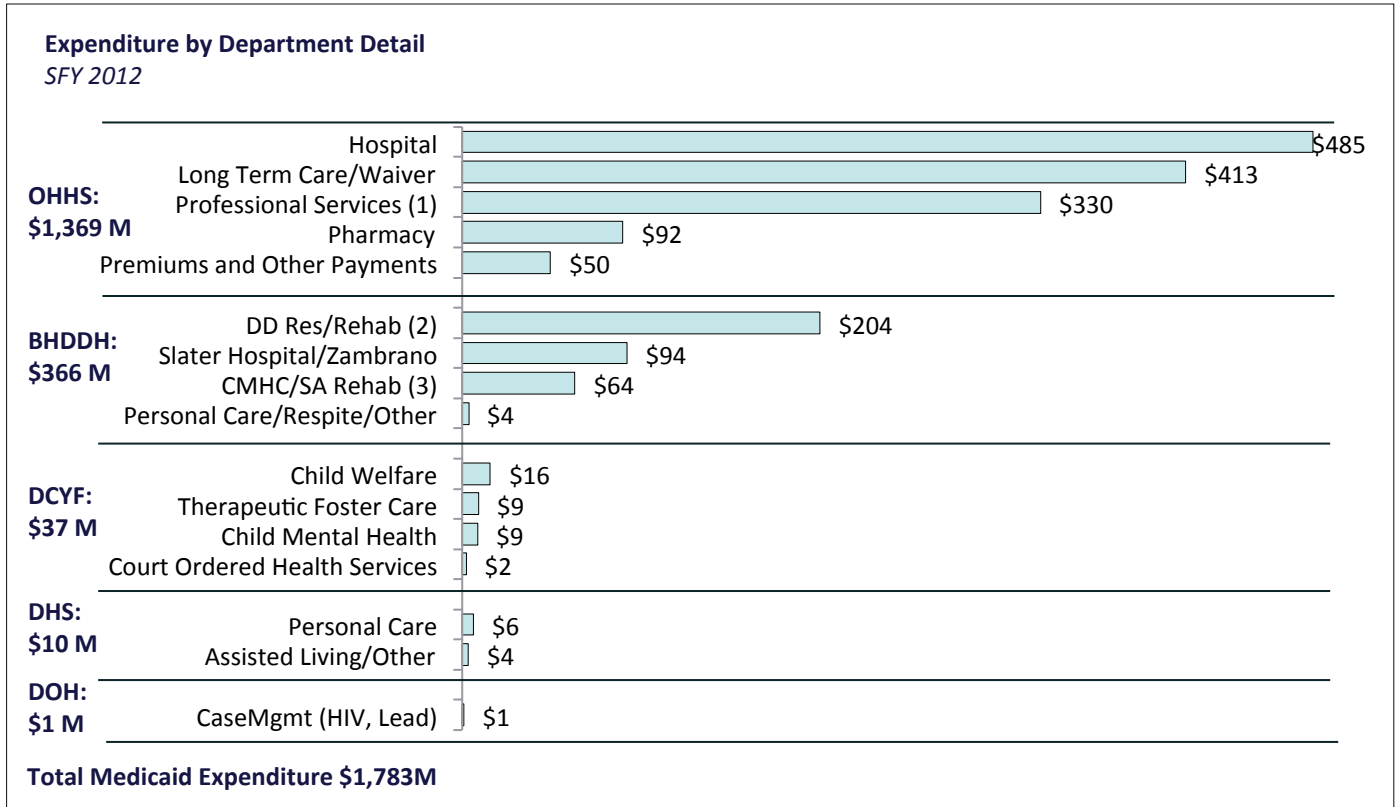 Expenditure by Department Detail
SFY 2012
OHHS:
$1,369 M
Hospital $485
Long Term Care/Waiver $413
Professional Services (1) $330
Pharmacy $92
Premiums and Other Payments $50
BHDDH:
$366 M
DD Res/Rehab (2) $204
Slater Hospital/Zambrano $94
CMHC/SA Rehab (3) $64
Personal Care/Respite/Other $4
DCYF:
$37 M
Child Welfare $16
Therapeutic Foster Care $9
Child Mental Health $9
Court Ordered Health Services $2
DHS:
$10 M
Personal Care $6
Assisted Living/Other $4
DOH:
$1 M
CaseMgmt (HIV, Lead) $1
Total Medicaid Expenditure $1,783M